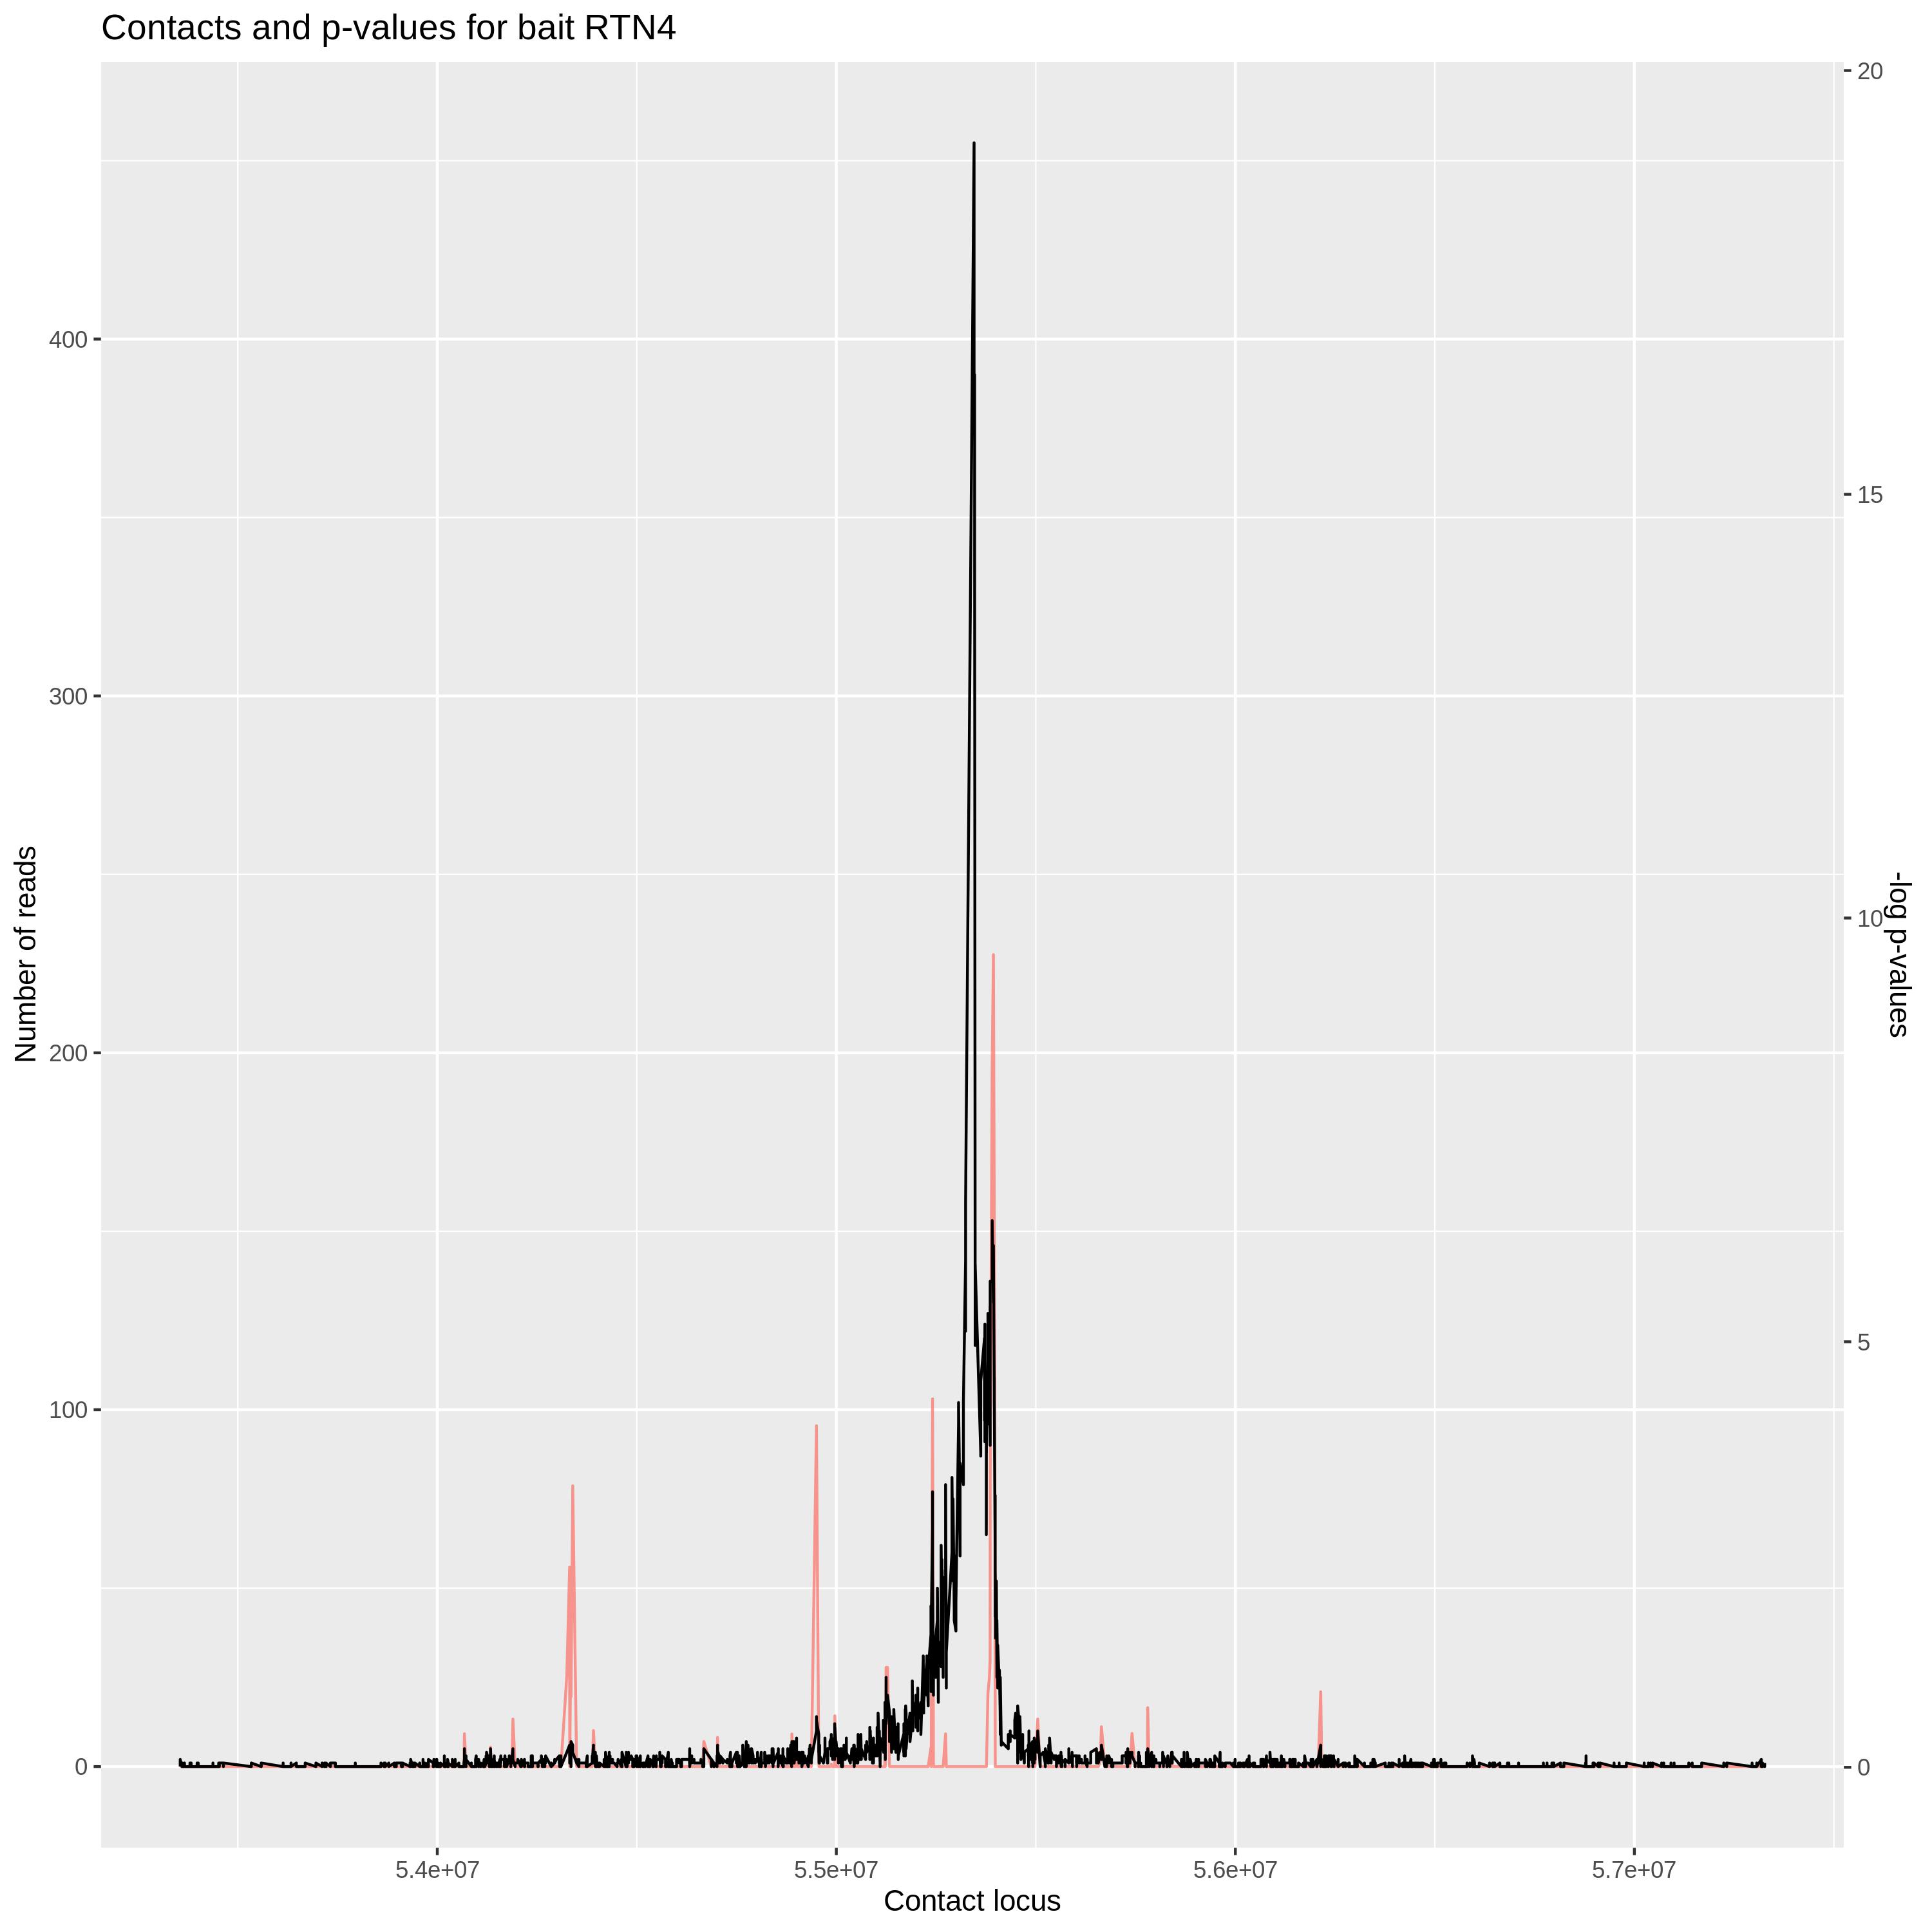 Contacts and p-values for bait RTN4
20
400
15
300
Number of reads
10
-log p-values
200
5
100
0
0
5.4e+07
5.5e+07
5.6e+07
5.7e+07
Contact locus